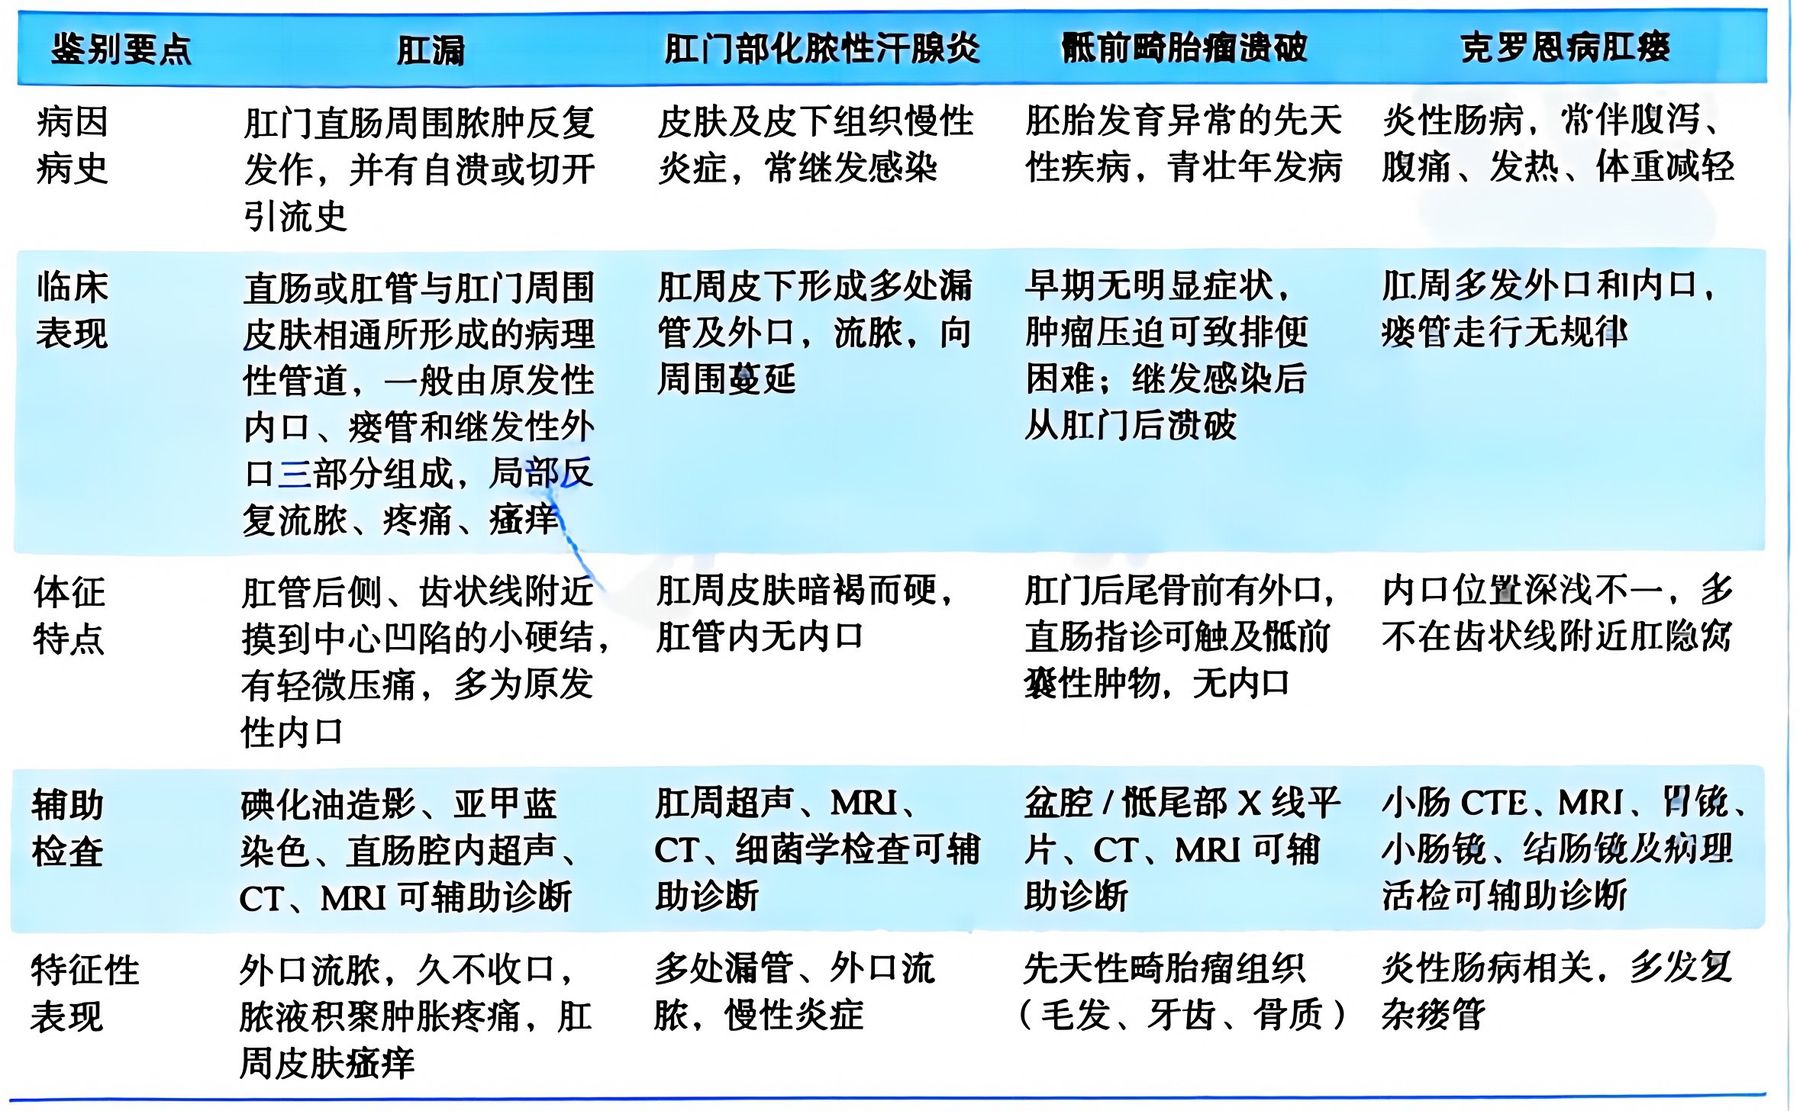 鉴别要点
肛漏
肛门部化脓性汗腺炎
骶前畸胎瘤溃破
克罗恩病肛瘘
病因
病史
肛门直肠周围脓肿反复
发作，并有自溃或切开
引流史
皮肤及皮下组织慢性
炎症，常继发感染
胚胎发育异常的先天
性疾病，青壮年发病
炎性肠病，常伴腹泻、
腹痛、发热、体重减轻
临床
表现
直肠或肛管与肛门周围
皮肤相通所形成的病理
性管道，一般由原发性
内口、瘘管和继发性外
口三部分组成，局部反
复流脓、疼痛、瘙痒
肛周皮下形成多处漏
管及外口，流脓，向
周围蔓延
早期无明显症状，
肿瘤压迫可致排便
困难；继发感染后
从肛门后溃破
肛周多发外口和内口，
瘘管走行无规律
体征
特点
肛管后侧、齿状线附近
摸到中心凹陷的小硬结，
有轻微压痛，多为原发
性内口
肛周皮肤暗褐而硬，
肛管内无内口
肛门后尾骨前有外口，
直肠指诊可触及骶前
囊性肿物，无内口
内口位置深浅不一，多
不在齿状线附近肛隐窝
辅助
检查
碘化油造影、亚甲蓝
染色、直肠腔内超声、
CT、MRI 可辅助诊断
肛周超声、MRI、
CT、细菌学检查可辅
助诊断
盆腔 / 骶尾部 X 线平
片、CT、MRI 可辅
助诊断
小肠 CTE、MRI、胃镜、
小肠镜、结肠镜及病理
活检可辅助诊断
特征性
表现
外口流脓，久不收口，
脓液积聚肿胀疼痛，肛
周皮肤瘙痒
多处漏管、外口流
脓，慢性炎症
先天性畸胎瘤组织
（毛发、牙齿、骨质）
炎性肠病相关，多发复
杂瘘管